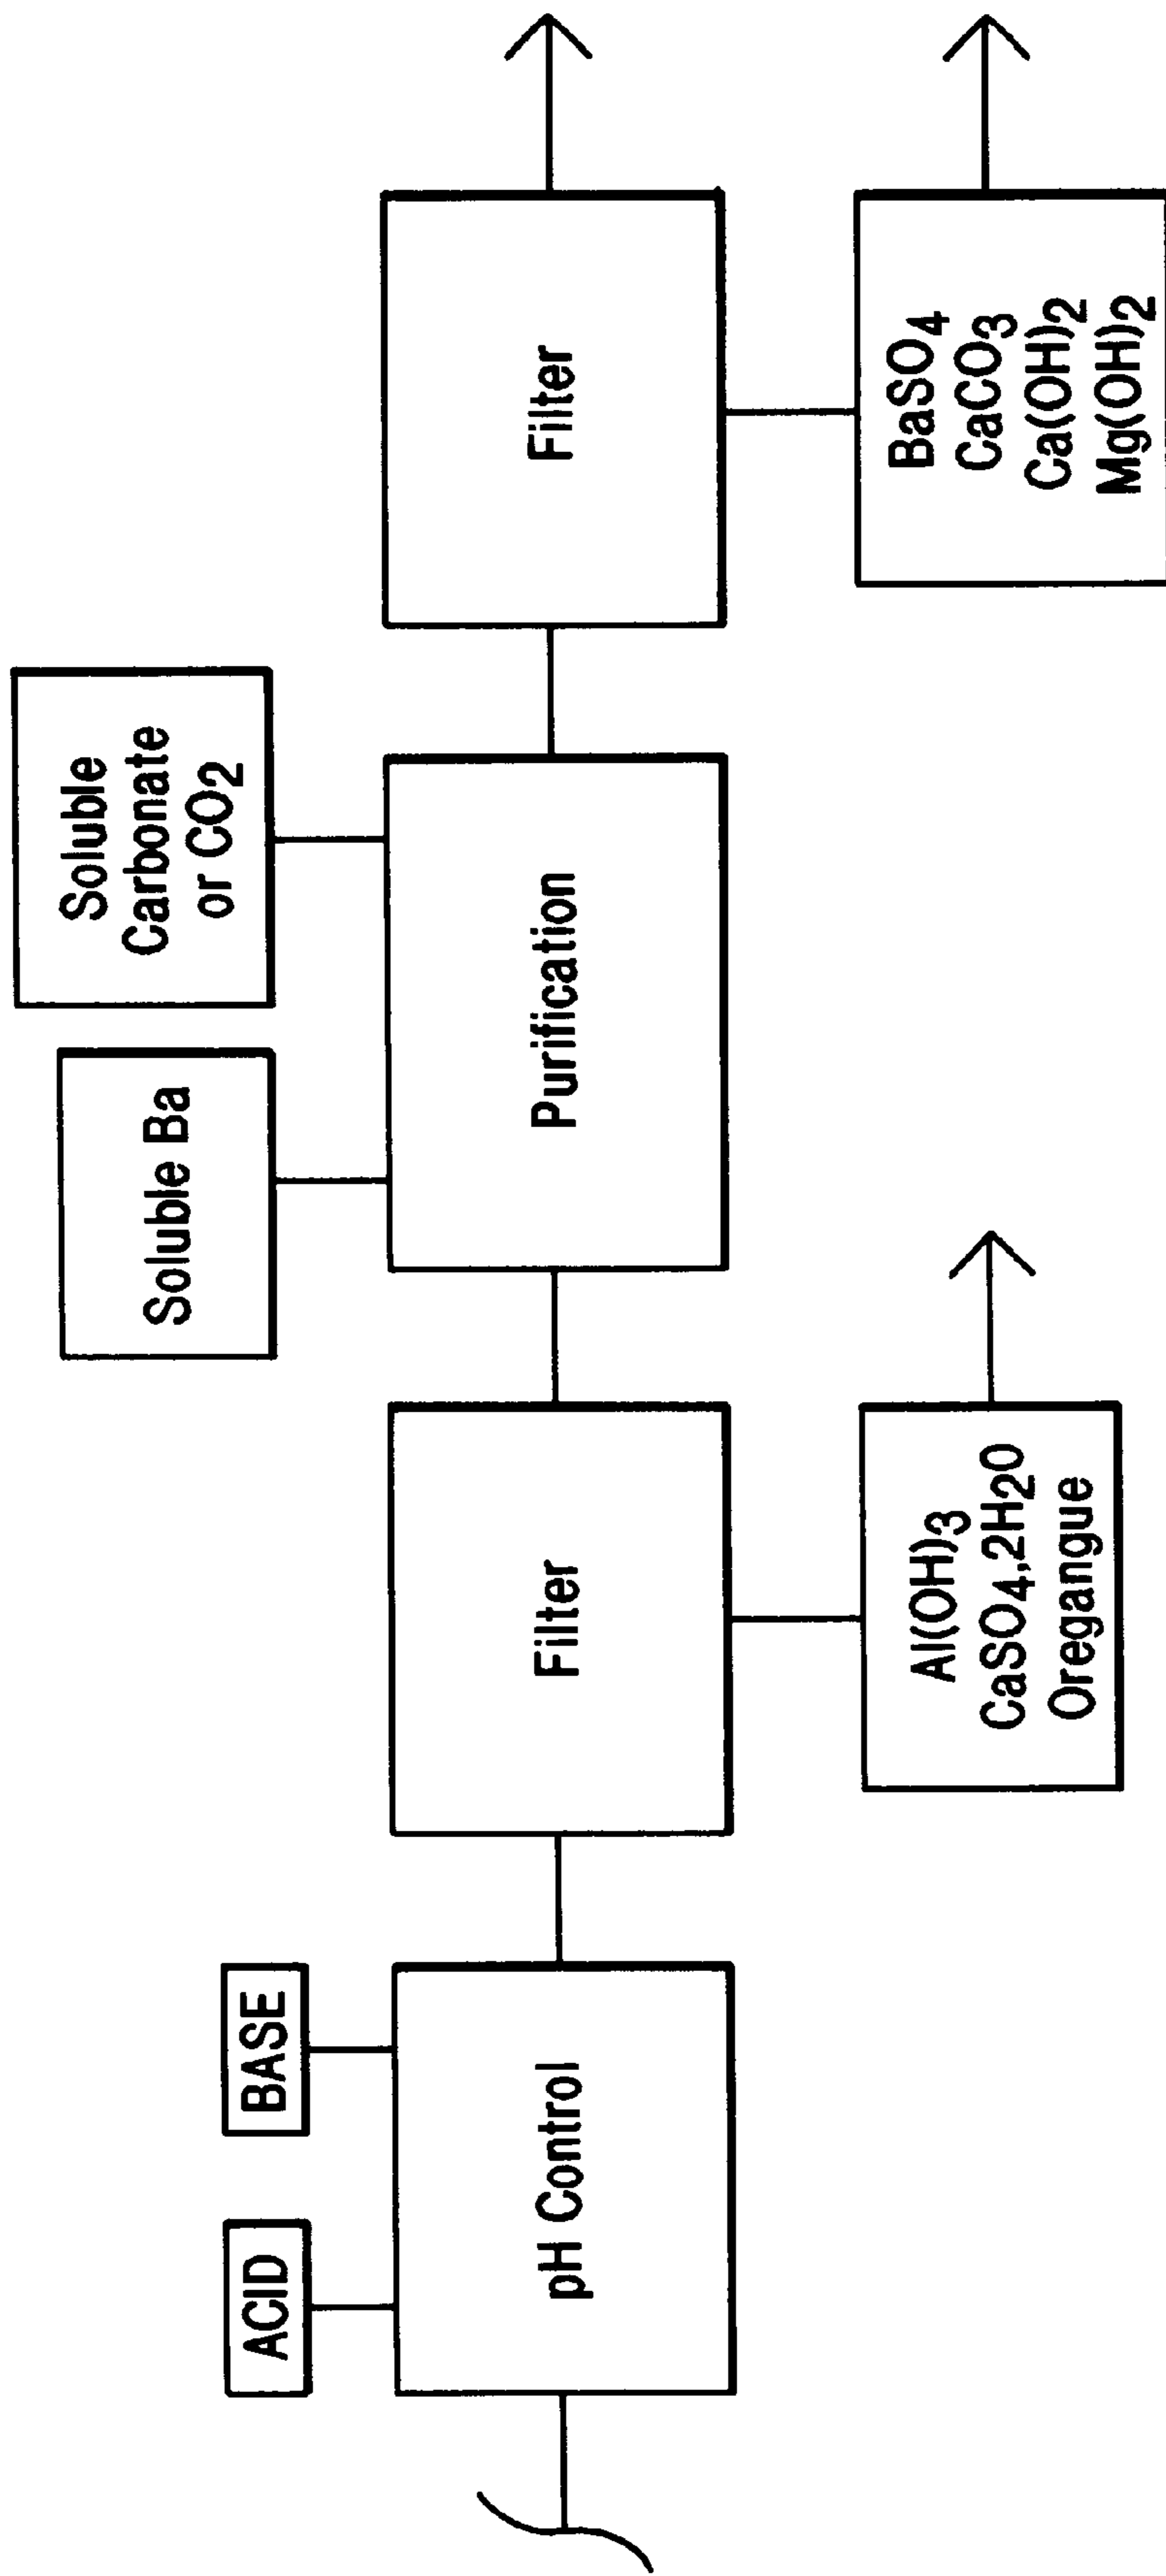 ACID
BASE
pH Control
Filter
Al(OH)3
CaSO4,2H2O
Oregangue
Soluble Ba
Soluble
Carbonate
or CO2
Purification
Filter
BaSO4
CaCO3
Ca(OH)2
Mg(OH)2